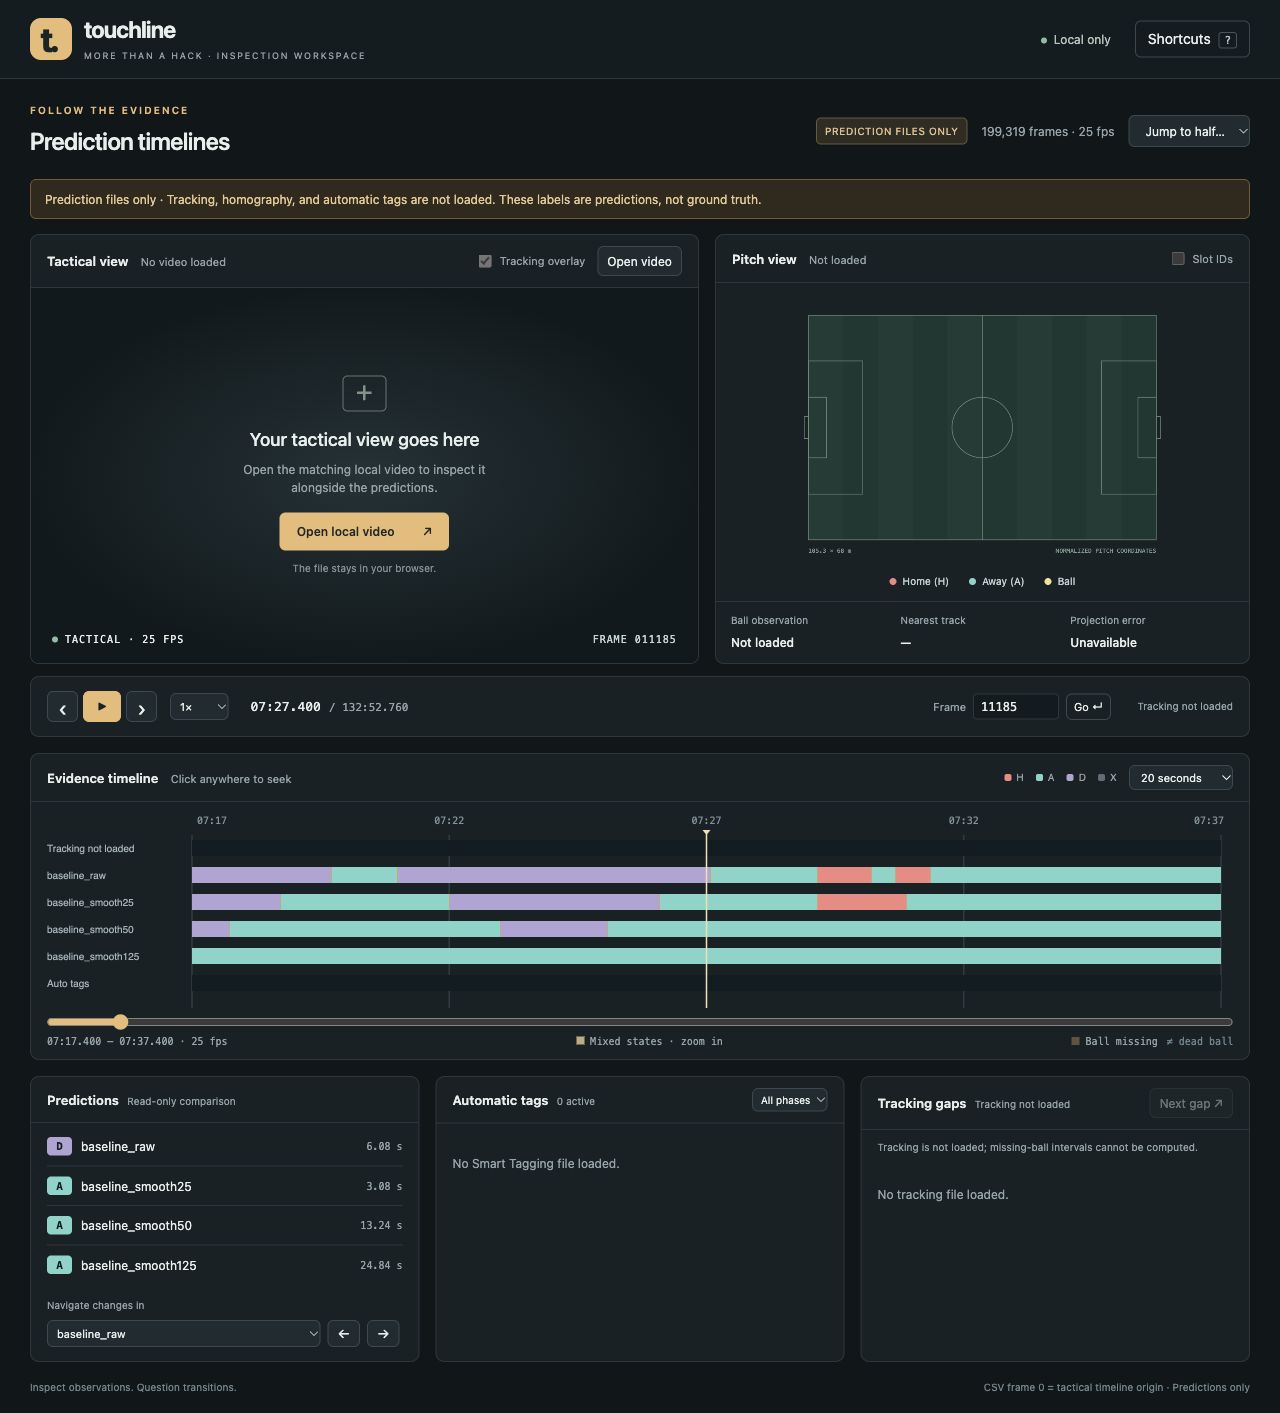 t.
touchline
MORE THAN A HACK · INSPECTION WORKSPACE
Local only
Shortcuts ?
FOLLOW THE EVIDENCE
Prediction timelines
PREDICTION FILES ONLY
199,319 frames · 25 fps
Jump to half...
Prediction files only · Tracking, homography, and automatic tags are not loaded. These labels are predictions, not ground truth.
Tactical view No video loaded
Tracking overlay
Open video
Your tactical view goes here
Open the matching local video to inspect it
alongside the predictions.
Open local video ↗
The file stays in your browser.
TACTICAL · 25 FPS
FRAME 011185
Pitch view Not loaded
Slot IDs
105.3 × 68 m
NORMALIZED PITCH COORDINATES
Home (H) Away (A) Ball
Ball observation Nearest track Projection error
Not loaded — Unavailable
1×
07:27.400 / 132:52.760
Frame 11185 Go ↵ Tracking not loaded
Evidence timeline Click anywhere to seek
H A D X 20 seconds
07:17 07:22 07:27 07:32 07:37
Tracking not loaded
baseline_raw
baseline_smooth25
baseline_smooth50
baseline_smooth125
Auto tags
07:17.400 — 07:37.400 · 25 fps
Mixed states · zoom in
Ball missing ≠ dead ball
Predictions Read-only comparison
D baseline_raw 6.08 s
A baseline_smooth25 3.08 s
A baseline_smooth50 13.24 s
A baseline_smooth125 24.84 s
Navigate changes in
baseline_raw ← →
Automatic tags 0 active
All phases
No Smart Tagging file loaded.
Tracking gaps Tracking not loaded
Next gap ↗
Tracking is not loaded; missing-ball intervals cannot be computed.
No tracking file loaded.
Inspect observations. Question transitions.
CSV frame 0 = tactical timeline origin · Predictions only